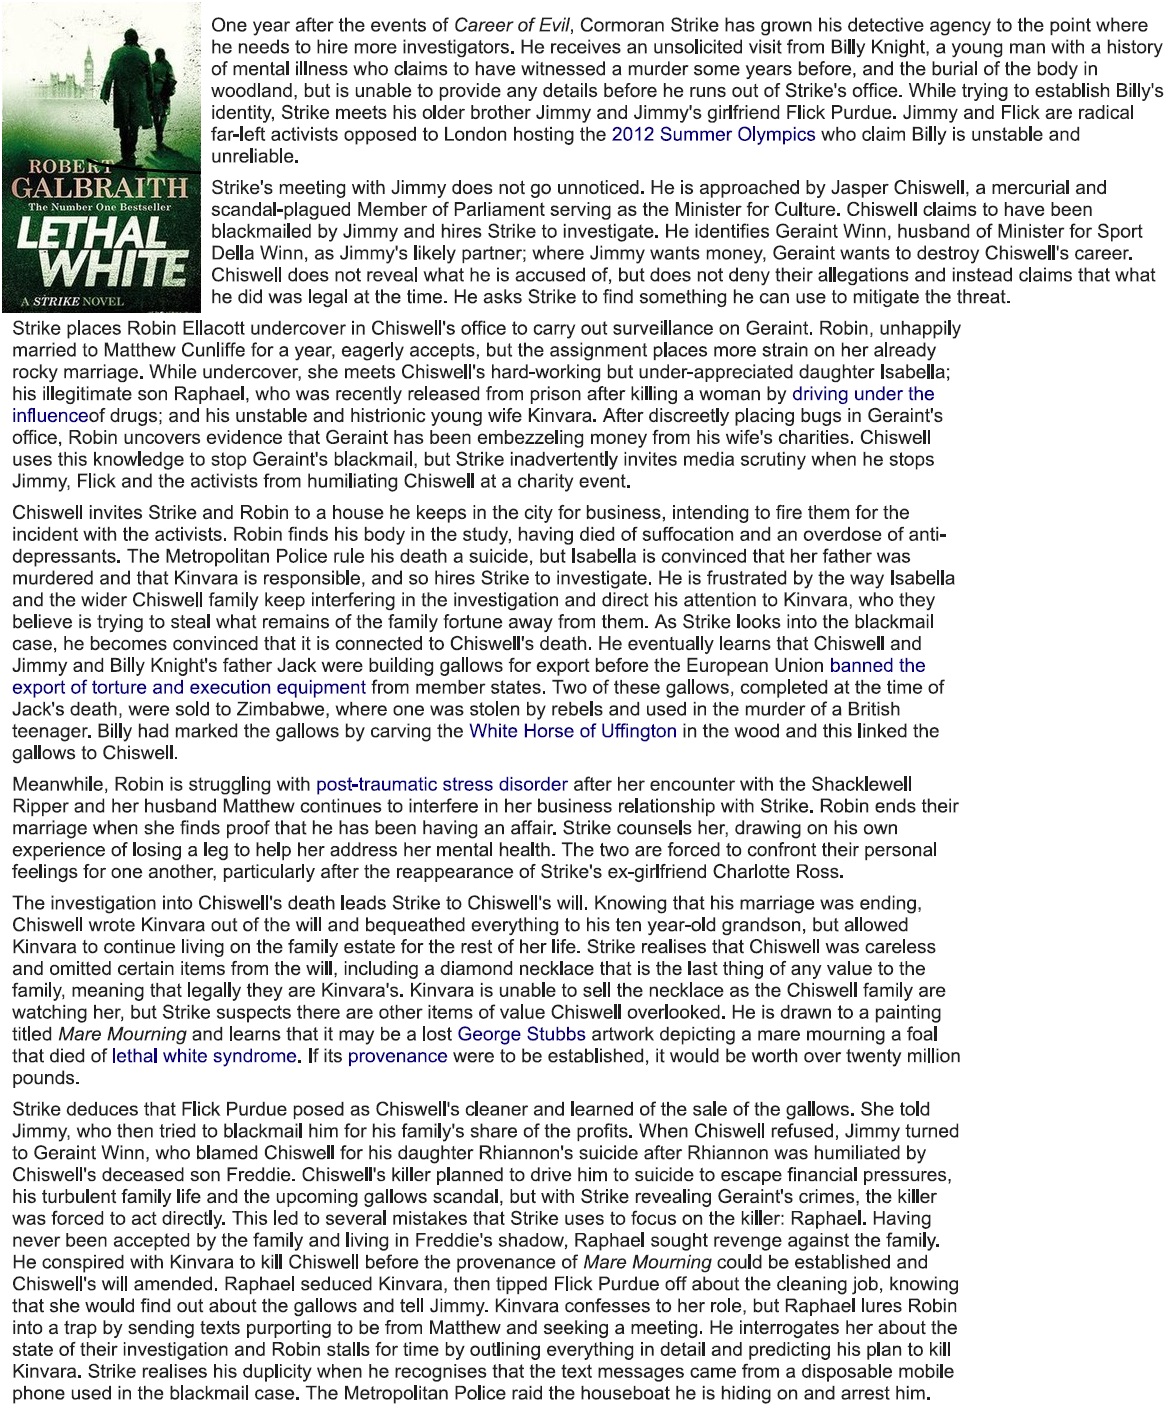 ROBERT
GALBRAITH
The Number One Bestseller
LETHAL
WHITE
A STRIKE NOVEL
One year after the events of Career of Evil, Cormoran Strike has grown his detective agency to the point where
he needs to hire more investigators. He receives an unsolicited visit from Billy Knight, a young man with a history
of mental illness who claims to have witnessed a murder some years before, and the burial of the body in
woodland, but is unable to provide any details before he runs out of Strike's office. While trying to establish Billy's
identity, Strike meets his older brother Jimmy and Jimmy's girlfriend Flick Purdue. Jimmy and Flick are radical
far-left activists opposed to London hosting the 2012 Summer Olympics who claim Billy is unstable and
unreliable.
Strike's meeting with Jimmy does not go unnoticed. He is approached by Jasper Chiswell, a mercurial and
scandal-plagued Member of Parliament serving as the Minister for Culture. Chiswell claims to have been
blackmailed by Jimmy and hires Strike to investigate. He identifies Geraint Winn, husband of Minister for Sport
Della Winn, as Jimmy's likely partner; where Jimmy wants money, Geraint wants to destroy Chiswell's career.
Chiswell does not reveal what he is accused of, but does not deny their allegations and instead claims that what
he did was legal at the time. He asks Strike to find something he can use to mitigate the threat.
Strike places Robin Ellacott undercover in Chiswell's office to carry out surveillance on Geraint. Robin, unhappily
married to Matthew Cunliffe for a year, eagerly accepts, but the assignment places more strain on her already
rocky marriage. While undercover, she meets Chiswell's hard-working but under-appreciated daughter Isabella;
his illegitimate son Raphael, who was recently released from prison after killing a woman by driving under the
influenceof drugs; and his unstable and histrionic young wife Kinvara. After discreetly placing bugs in Geraint's
office, Robin uncovers evidence that Geraint has been embezzeling money from his wife's charities. Chiswell
uses this knowledge to stop Geraint's blackmail, but Strike inadvertently invites media scrutiny when he stops
Jimmy, Flick and the activists from humiliating Chiswell at a charity event.
Chiswell invites Strike and Robin to a house he keeps in the city for business, intending to fire them for the
incident with the activists. Robin finds his body in the study, having died of suffocation and an overdose of anti-
depressants. The Metropolitan Police rule his death a suicide, but Isabella is convinced that her father was
murdered and that Kinvara is responsible, and so hires Strike to investigate. He is frustrated by the way Isabella
and the wider Chiswell family keep interfering in the investigation and direct his attention to Kinvara, who they
believe is trying to steal what remains of the family fortune away from them. As Strike looks into the blackmail
case, he becomes convinced that it is connected to Chiswell's death. He eventually learns that Chiswell and
Jimmy and Billy Knight's father Jack were building gallows for export before the European Union banned the
export of torture and execution equipment from member states. Two of these gallows, completed at the time of
Jack's death, were sold to Zimbabwe, where one was stolen by rebels and used in the murder of a British
teenager. Billy had marked the gallows by carving the White Horse of Uffington in the wood and this linked the
gallows to Chiswell.
Meanwhile, Robin is struggling with post-traumatic stress disorder after her encounter with the Shacklewell
Ripper and her husband Matthew continues to interfere in her business relationship with Strike. Robin ends their
marriage when she finds proof that he has been having an affair. Strike counsels her, drawing on his own
experience of losing a leg to help her address her mental health. The two are forced to confront their personal
feelings for one another, particularly after the reappearance of Strike's ex-girlfriend Charlotte Ross.
The investigation into Chiswell's death leads Strike to Chiswell's will. Knowing that his marriage was ending,
Chiswell wrote Kinvara out of the will and bequeathed everything to his ten year-old grandson, but allowed
Kinvara to continue living on the family estate for the rest of her life. Strike realises that Chiswell was careless
and omitted certain items from the will, including a diamond necklace that is the last thing of any value to the
family, meaning that legally they are Kinvara's. Kinvara is unable to sell the necklace as the Chiswell family are
watching her, but Strike suspects there are other items of value Chiswell overlooked. He is drawn to a painting
titled Mare Mourning and learns that it may be a lost George Stubbs artwork depicting a mare mourning a foal
that died of lethal white syndrome. If its provenance were to be established, it would be worth over twenty million
pounds.
Strike deduces that Flick Purdue posed as Chiswell's cleaner and learned of the sale of the gallows. She told
Jimmy, who then tried to blackmail him for his family's share of the profits. When Chiswell refused, Jimmy turned
to Geraint Winn, who blamed Chiswell for his daughter Rhiannon's suicide after Rhiannon was humiliated by
Chiswell's deceased son Freddie. Chiswell's killer planned to drive him to suicide to escape financial pressures,
his turbulent family life and the upcoming gallows scandal, but with Strike revealing Geraint's crimes, the killer
was forced to act directly. This led to several mistakes that Strike uses to focus on the killer: Raphael. Having
never been accepted by the family and living in Freddie's shadow, Raphael sought revenge against the family.
He conspired with Kinvara to kill Chiswell before the provenance of Mare Mourning could be established and
Chiswell's will amended. Raphael seduced Kinvara, then tipped Flick Purdue off about the cleaning job, knowing
that she would find out about the gallows and tell Jimmy. Kinvara confesses to her role, but Raphael lures Robin
into a trap by sending texts purporting to be from Matthew and seeking a meeting. He interrogates her about the
state of their investigation and Robin stalls for time by outlining everything in detail and predicting his plan to kill
Kinvara. Strike realises his duplicity when he recognises that the text messages came from a disposable mobile
phone used in the blackmail case. The Metropolitan Police raid the houseboat he is hiding on and arrest him.